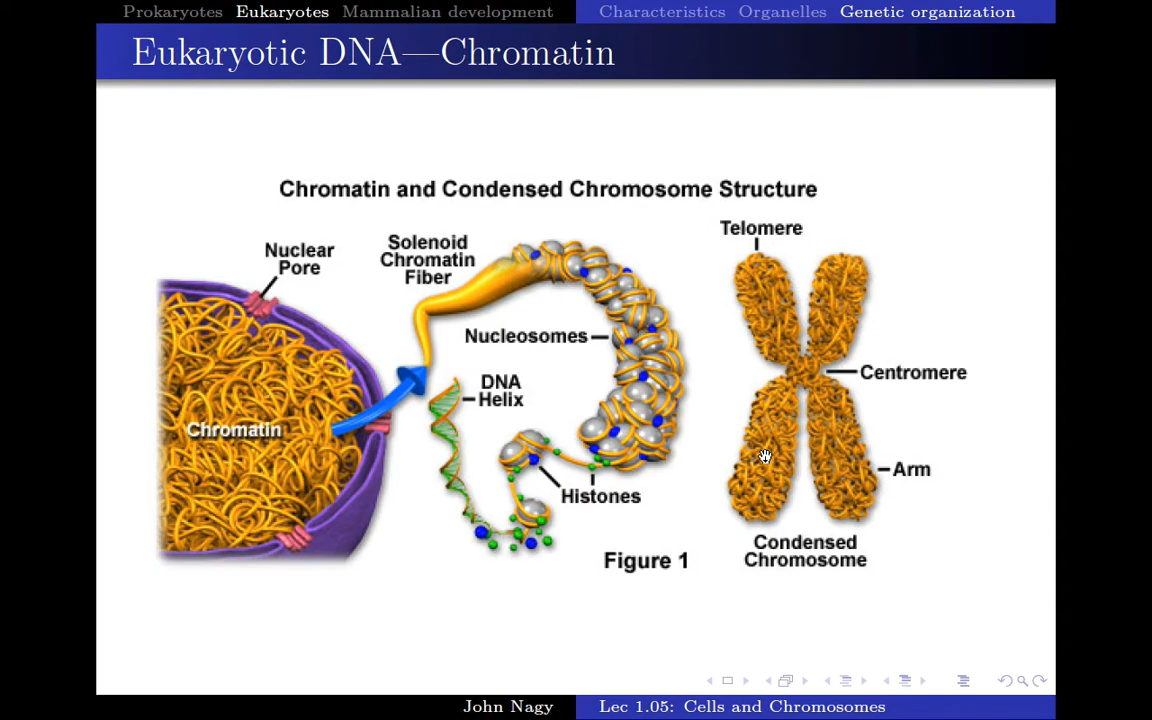 Prokaryotes Eukaryotes Mammalian development Characteristics Organelles Genetic organization
Eukaryotic DNA—Chromatin
Chromatin and Condensed Chromosome Structure
Nuclear
Pore
Solenoid
Chromatin
Fiber
Telomere
Nucleosomes
Centromere
DNA
Helix
Chromatin
Arm
Histones
Condensed
Chromosome
Figure 1
John Nagy Lec 1.05: Cells and Chromosomes